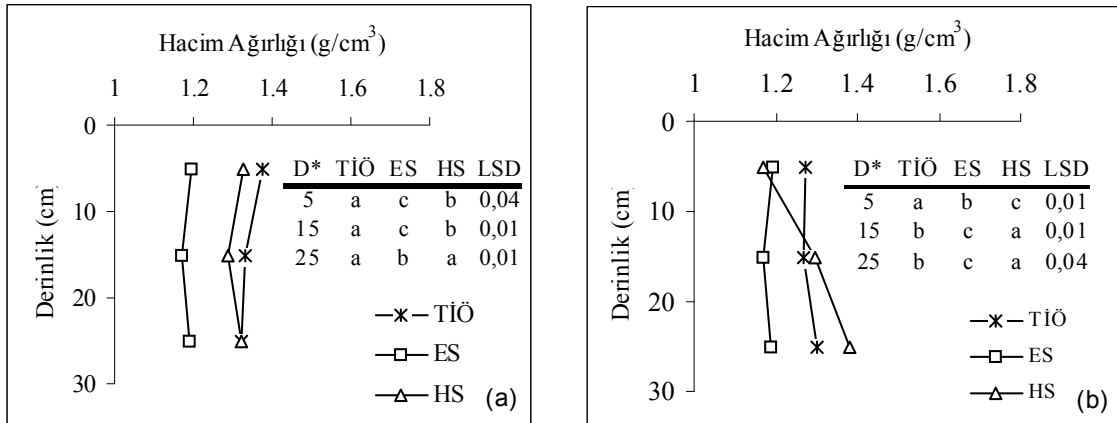 Hacim Ağırlığı (g/cm³)
1 1.2 1.4 1.6 1.8
0
10
20
30
Derinlik (cm)
D* TİÖ ES HS LSD
5 a c b 0,04
15 a c b 0,01
25 a b a 0,01
TİÖ
ES
HS
(a)
Hacim Ağırlığı (g/cm³)
1 1.2 1.4 1.6 1.8
0
10
20
30
Derinlik (cm)
D* TİÖ ES HS LSD
5 a b c 0,01
15 b c a 0,01
25 b c a 0,04
TİÖ
ES
HS
(b)